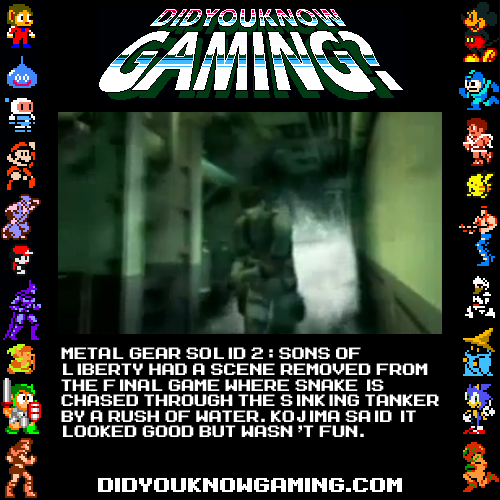 DIDYOUKNOW
GAMING?
METAL GEAR SOLID 2: SONS OF
LIBERTY HAD A SCENE REMOVED FROM
THE FINAL GAME WHERE SNAKE IS
CHASED THROUGH THE SINKING TANKER
BY A RUSH OF WATER. KOJIMA SAID IT
LOOKED GOOD BUT WASN'T FUN.
DIDYOUKNOWGAMING.COM